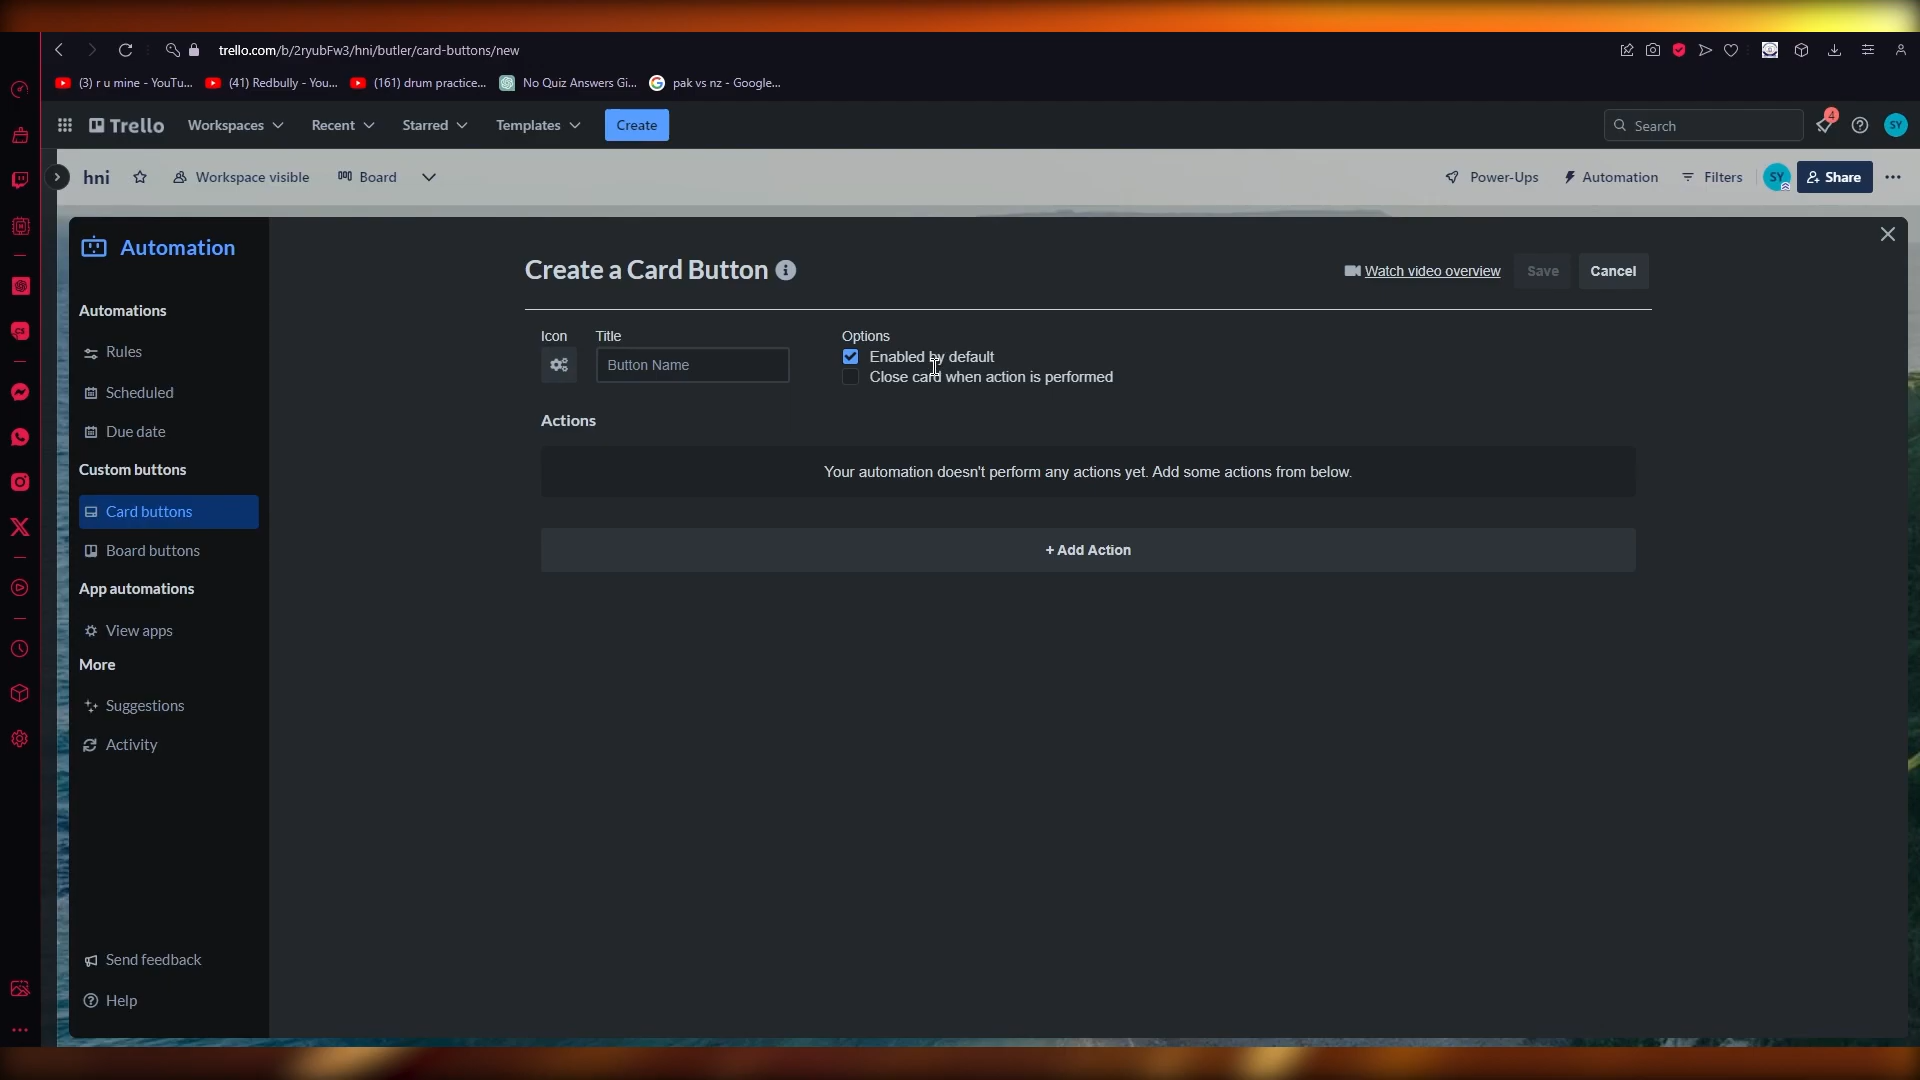 trello.com/b/2ryubFw3/hni/butler/card-buttons/new
(3) r u mine - YouTu... (41) Redbully - You... (161) drum practice... No Quiz Answers Gi... pak vs nz - Google...
Trello Workspaces Recent Starred Templates Create Search 4 SY
hni Workspace visible Board Power-Ups Automation Filters SY Share
Automation
Create a Card Button Watch video overview Save Cancel
Automations
Rules
Scheduled
Due date
Custom buttons
Card buttons
Board buttons
App automations
View apps
More
Suggestions
Activity
Send feedback
Help
Icon Title Options
Button Name
Enabled by default
Close card when action is performed
Actions
Your automation doesn't perform any actions yet. Add some actions from below.
+ Add Action